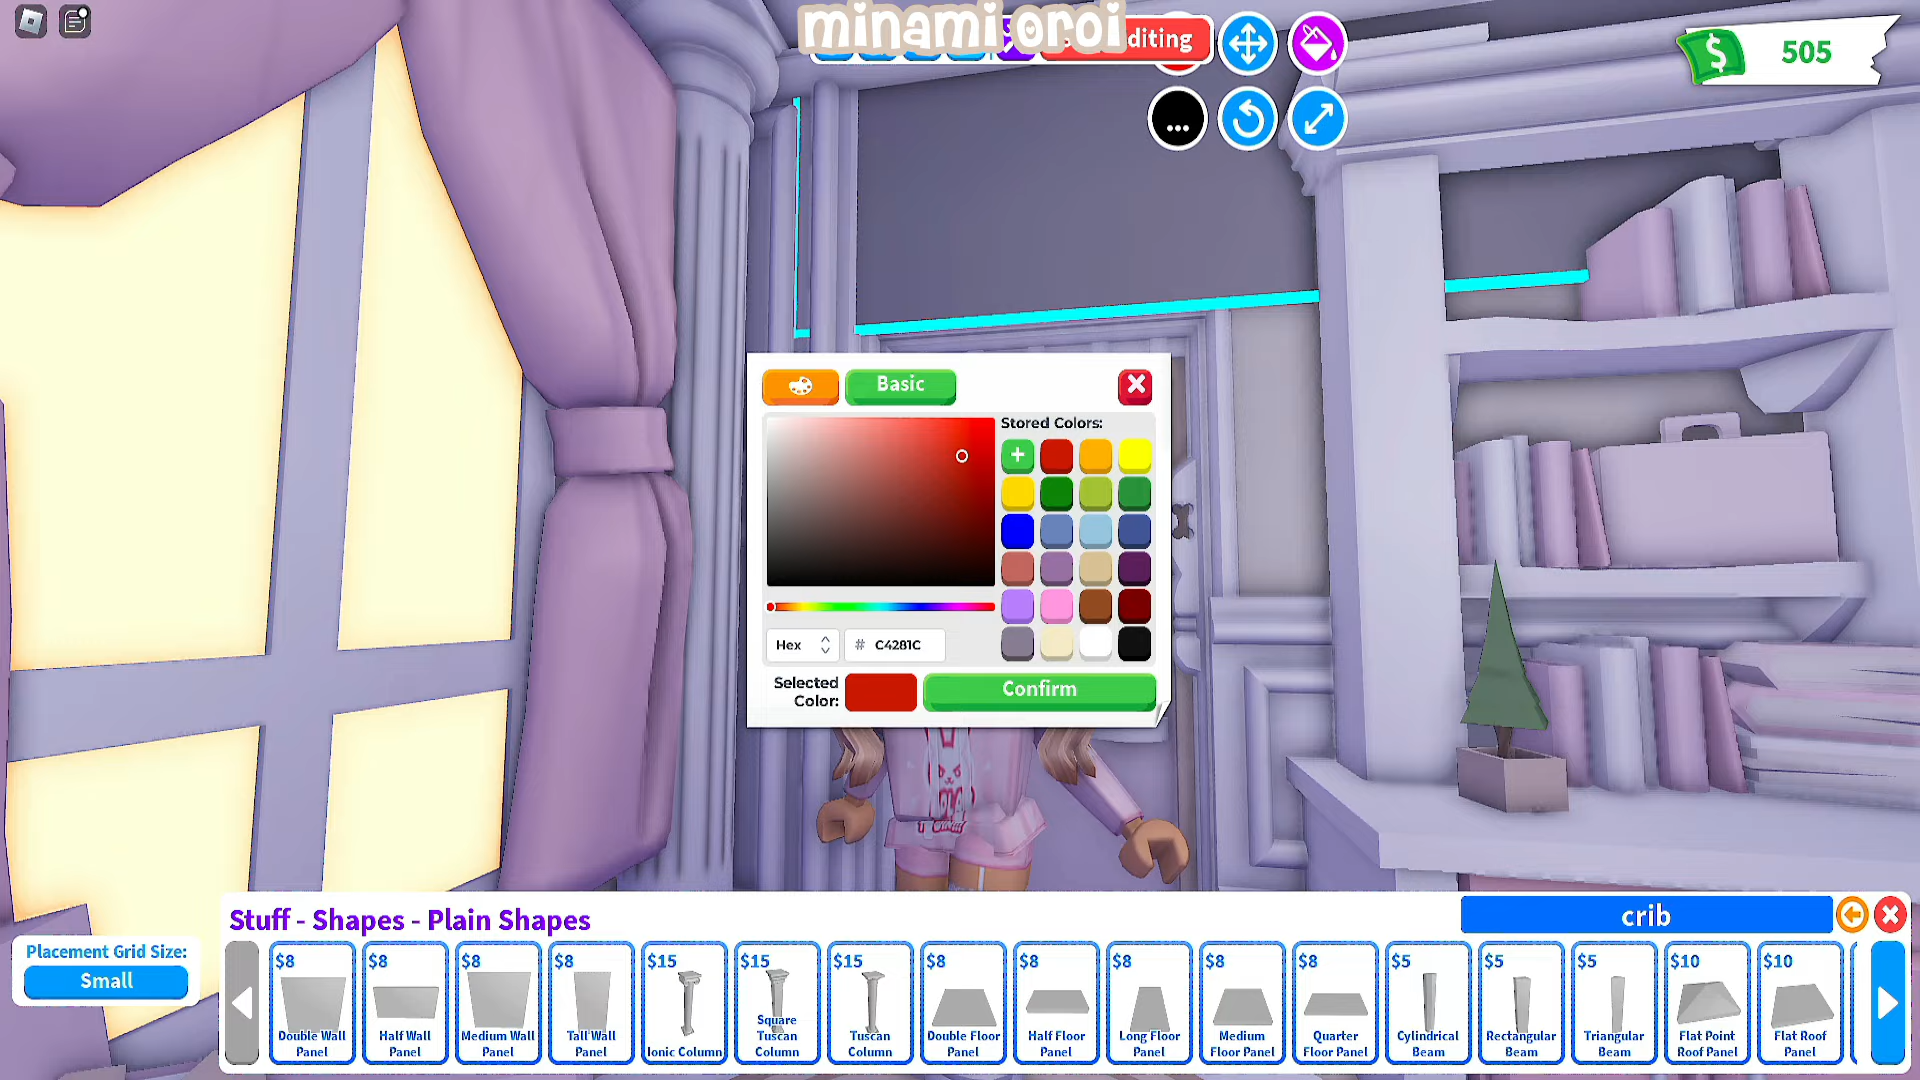 minami oroi
diting
505
Basic
Stored Colors:
Hex
# C4281C
Selected
Color:
Confirm
Stuff - Shapes - Plain Shapes
crib
Placement Grid Size:
Small
$8
Double Wall
Panel
$8
Half Wall
Panel
$8
Medium Wall
Panel
$8
Tall Wall
Panel
$15
Ionic Column
$15
Square
Tuscan
Column
$15
Tuscan
Column
$8
Double Floor
Panel
$8
Half Floor
Panel
$8
Long Floor
Panel
$8
Medium
Floor Panel
$8
Quarter
Floor Panel
$5
Cylindrical
Beam
$5
Rectangular
Beam
$5
Triangular
Beam
$10
Flat Point
Roof Panel
$10
Flat Roof
Panel